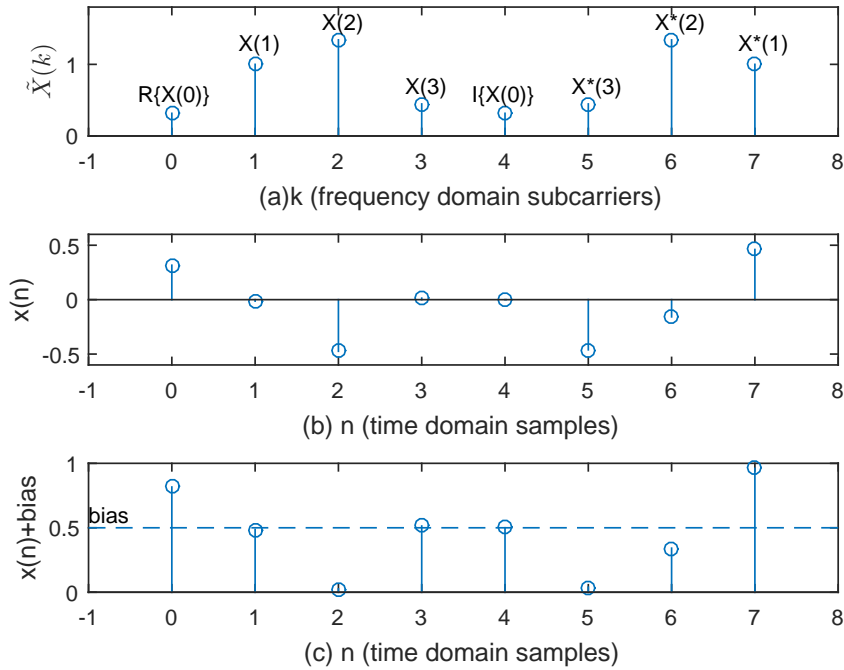 X̃(k)
1
0
R{X(0)}
X(1)
X(2)
X(3)
I{X(0)}
X*(3)
X*(2)
X*(1)
-1 0 1 2 3 4 5 6 7 8
(a)k (frequency domain subcarriers)
x(n)
0.5
0
-0.5
-1 0 1 2 3 4 5 6 7 8
(b) n (time domain samples)
x(n)+bias
1
bias
0.5
0
-1 0 1 2 3 4 5 6 7 8
(c) n (time domain samples)